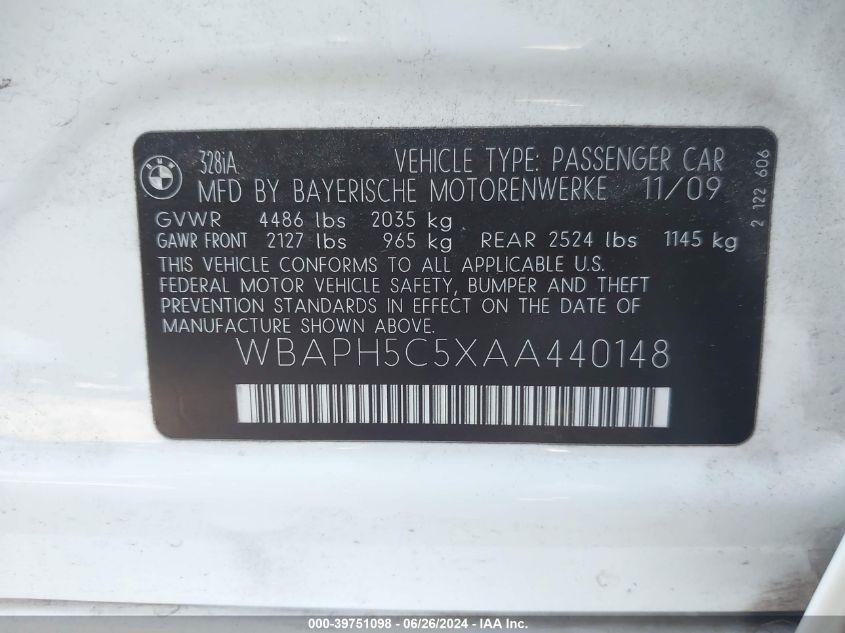 BMW 328iA VEHICLE TYPE: PASSENGER CAR
MFD BY BAYERISCHE MOTORENWERKE 11/09
GVWR 4486 lbs 2035 kg
GAWR FRONT 2127 lbs 965 kg REAR 2524 lbs 1145 kg
THIS VEHICLE CONFORMS TO ALL APPLICABLE U.S.
FEDERAL MOTOR VEHICLE SAFETY, BUMPER AND THEFT
PREVENTION STANDARDS IN EFFECT ON THE DATE OF
MANUFACTURE SHOWN ABOVE.
WBAPH5C5XAA440148
2 122 606
000-39751098 - 06/26/2024 - IAA Inc.